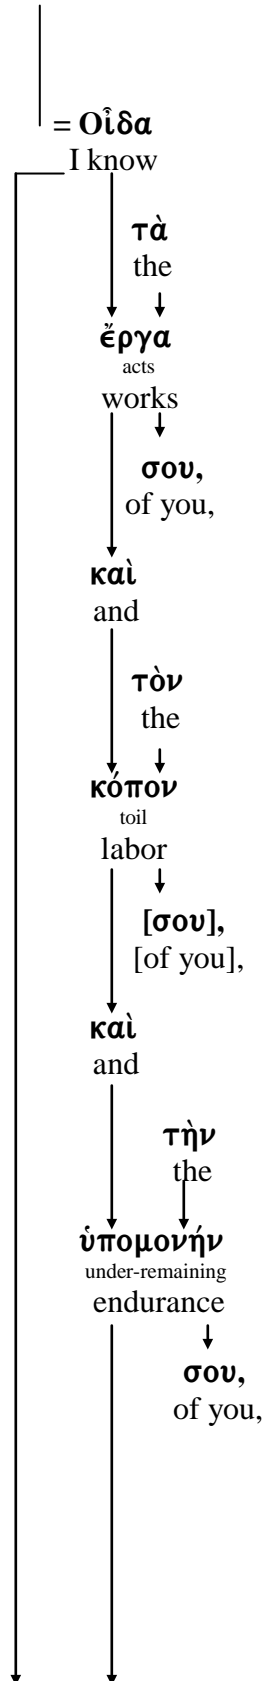 = Οἶδα
I know
τὰ
the
ἔργα
acts
works
σου,
of you,
καὶ
and
τὸν
the
κόπον
toil
labor
[σου],
[of you],
καὶ
and
τὴν
the
ὑπομονήν
under-remaining
endurance
σου,
of you,